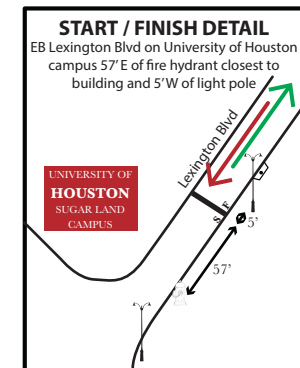 START / FINISH DETAIL
EB Lexington Blvd on University of Houston
campus 57' E of fire hydrant closest to
building and 5' W of light pole
Lexington Blvd
UNIVERSITY OF
HOUSTON
SUGAR LAND
CAMPUS
S F
5'
57'